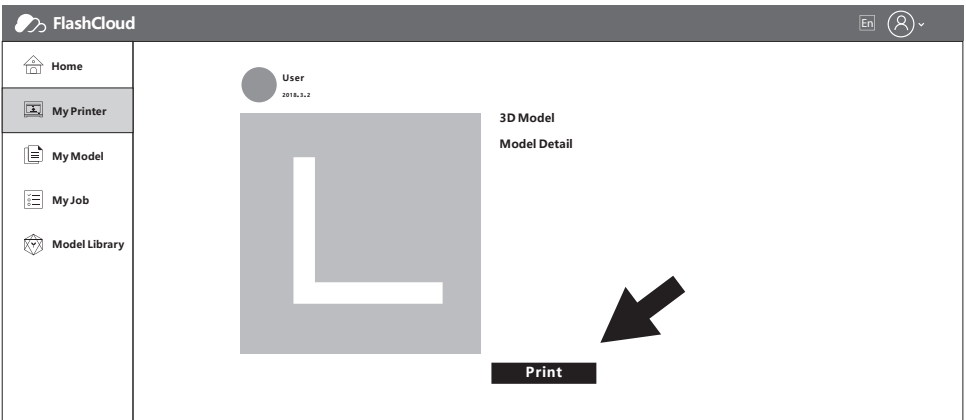 FlashCloud
En
Home
My Printer
My Model
My Job
Model Library
User
2018.3.2
3D Model
Model Detail
Print